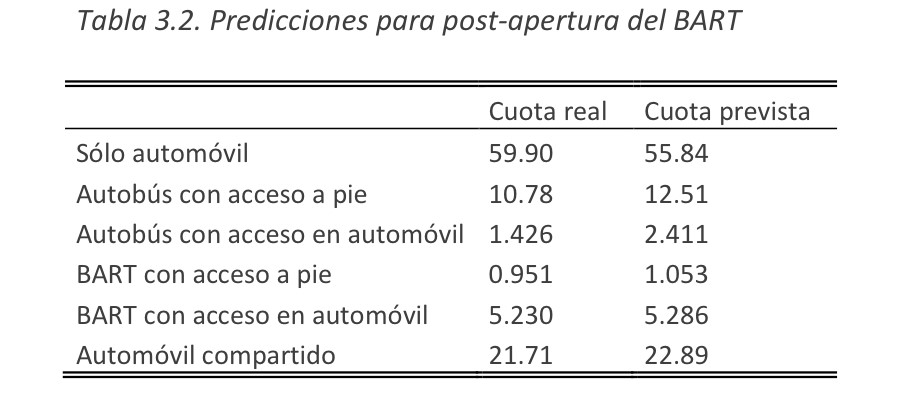 Tabla 3.2. Predicciones para post-apertura del BART
Cuota real Cuota prevista
Sólo automóvil 59.90 55.84
Autobús con acceso a pie 10.78 12.51
Autobús con acceso en automóvil 1.426 2.411
BART con acceso a pie 0.951 1.053
BART con acceso en automóvil 5.230 5.286
Automóvil compartido 21.71 22.89